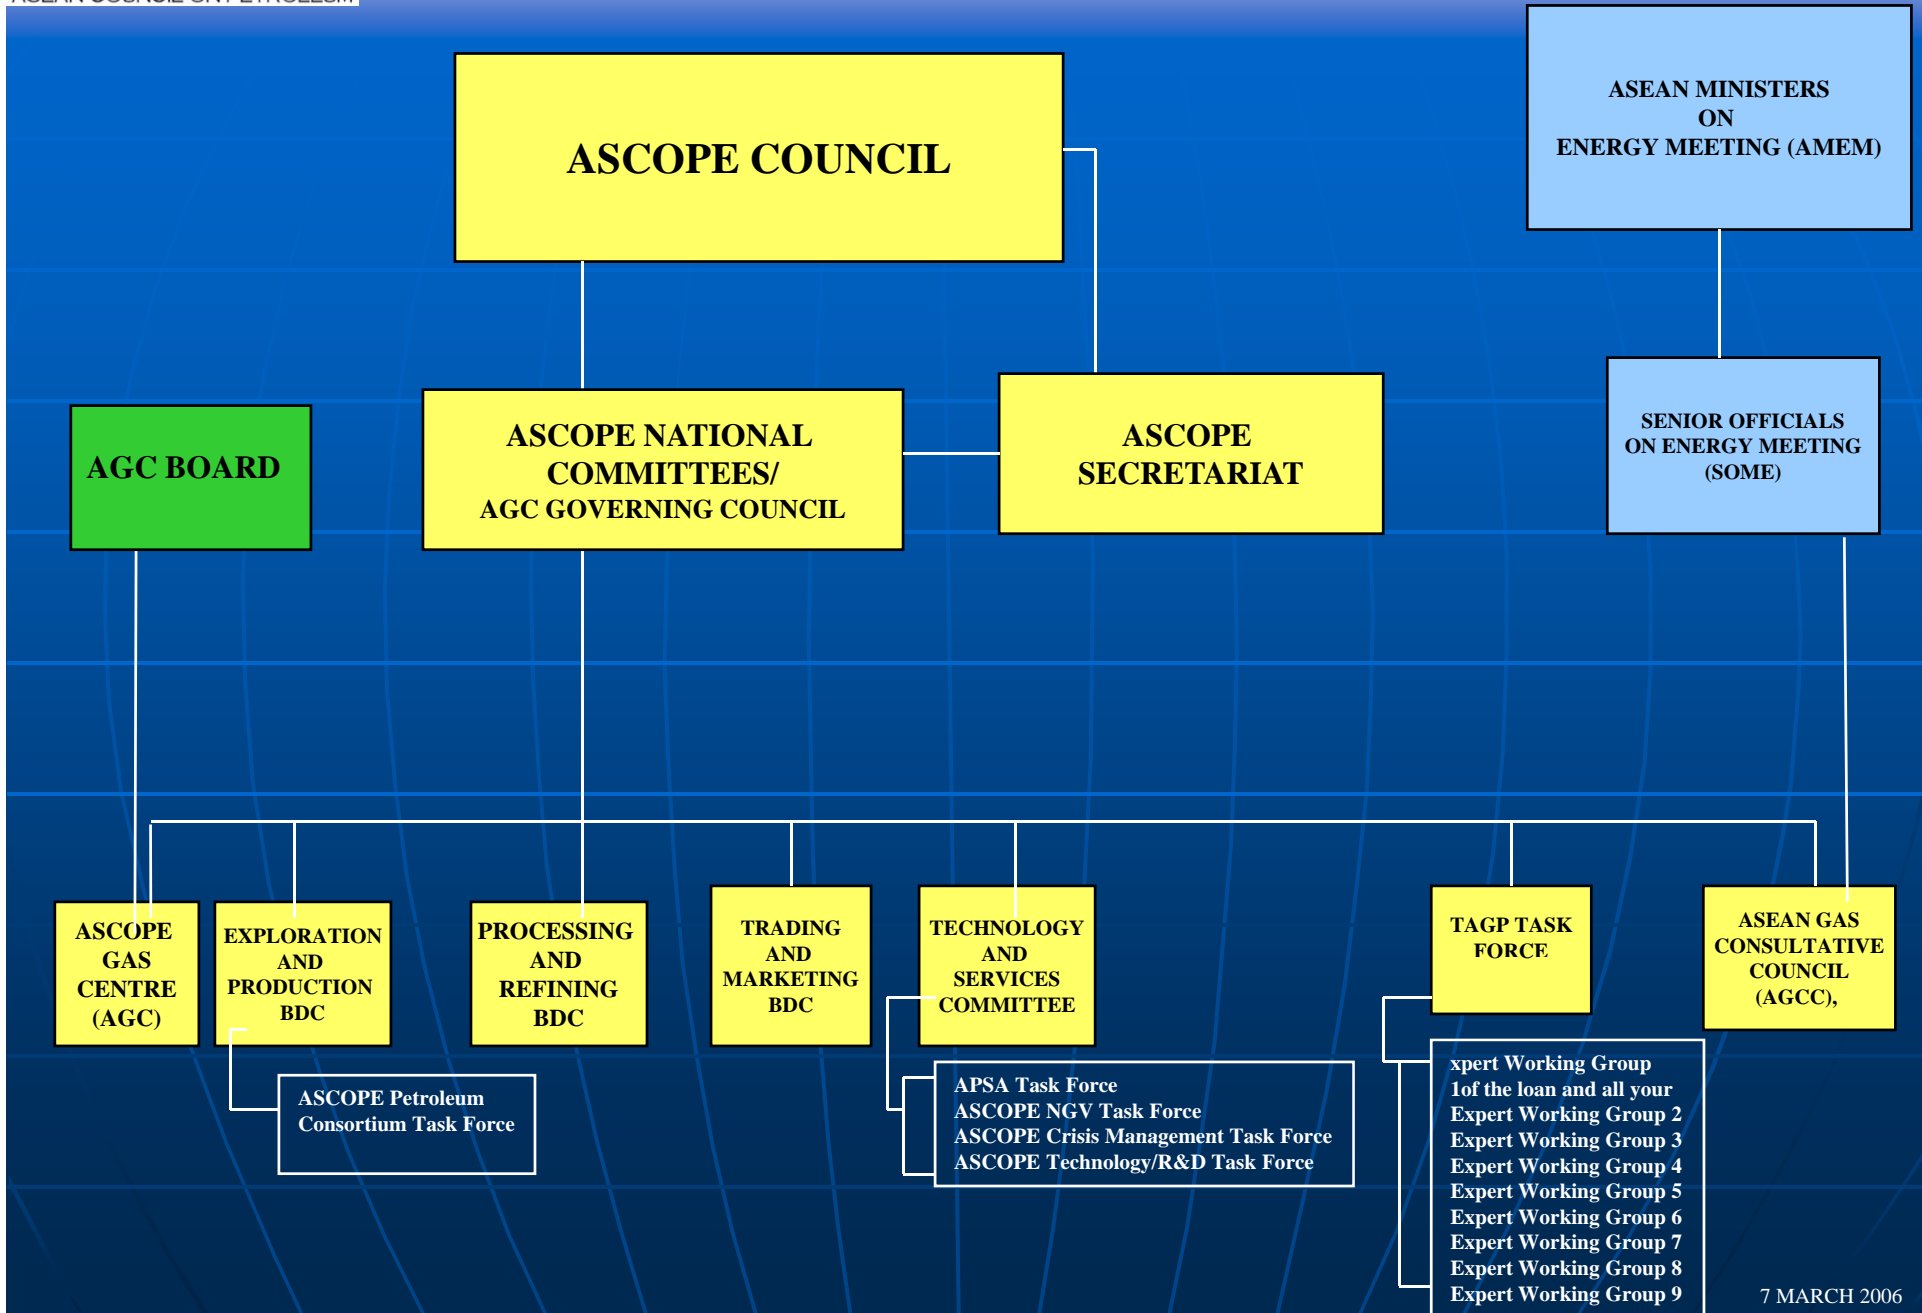 ASCOPE COUNCIL
ASEAN MINISTERS
ON
ENERGY MEETING (AMEM)
AGC BOARD
ASCOPE NATIONAL
COMMITTEES/
AGC GOVERNING COUNCIL
ASCOPE
SECRETARIAT
SENIOR OFFICIALS
ON ENERGY MEETING
(SOME)
ASCOPE
GAS
CENTRE
(AGC)
EXPLORATION
AND
PRODUCTION
BDC
PROCESSING
AND
REFINING
BDC
TRADING
AND
MARKETING
BDC
TECHNOLOGY
AND
SERVICES
COMMITTEE
TAGP TASK
FORCE
ASEAN GAS
CONSULTATIVE
COUNCIL
(AGCC),
ASCOPE Petroleum
Consortium Task Force
APSA Task Force
ASCOPE NGV Task Force
ASCOPE Crisis Management Task Force
ASCOPE Technology/R&D Task Force
xpert Working Group
1of the loan and all your
Expert Working Group 2
Expert Working Group 3
Expert Working Group 4
Expert Working Group 5
Expert Working Group 6
Expert Working Group 7
Expert Working Group 8
Expert Working Group 9
7 MARCH 2006